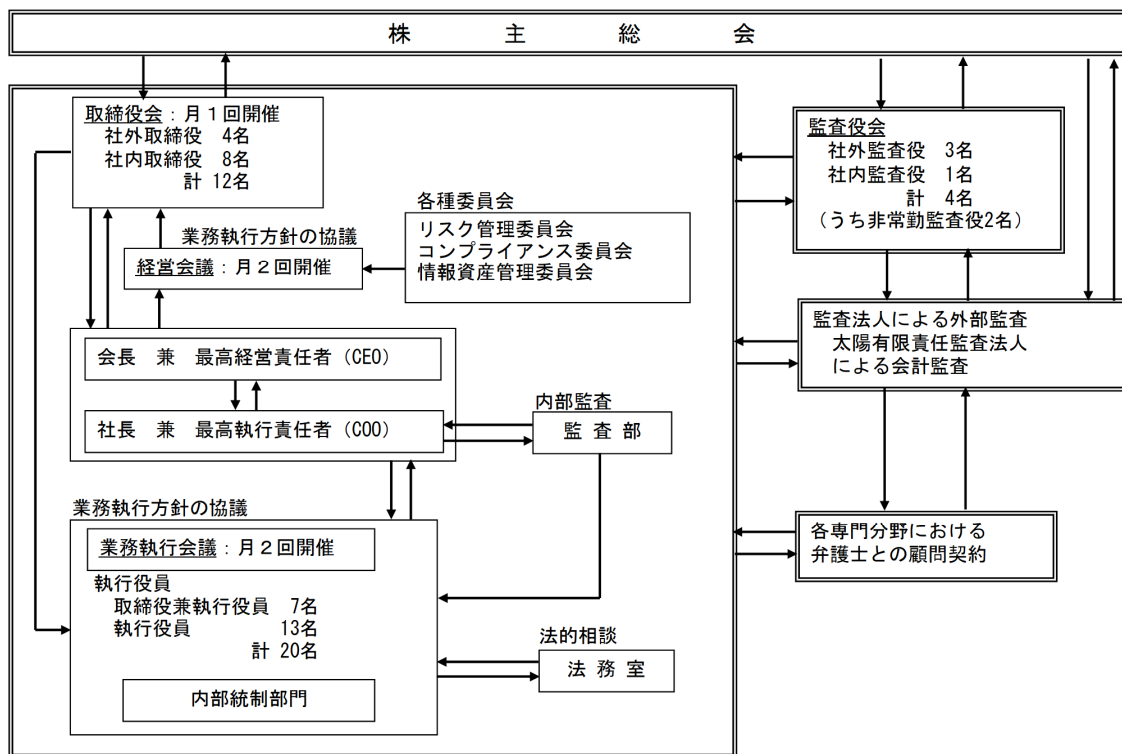 株主総会
取締役会:月1回開催
社外取締役 4名
社内取締役 8名
計 12名
業務執行方針の協議
経営会議:月2回開催
各種委員会
リスク管理委員会
コンプライアンス委員会
情報資産管理委員会
会長 兼 最高経営責任者(CEO)
社長 兼 最高執行責任者(COO)
内部監査
監査部
業務執行方針の協議
業務執行会議:月2回開催
執行役員
取締役兼執行役員 7名
執行役員 13名
計 20名
内部統制部門
法的相談
法務室
監査役会
社外監査役 3名
社内監査役 1名
計 4名
(うち非常勤監査役2名)
監査法人による外部監査
太陽有限責任監査法人
による会計監査
各専門分野における
弁護士との顧問契約